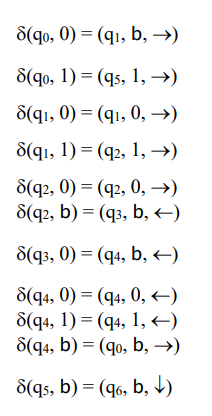 δ(q₀, 0) = (q₁, b, →)
δ(q₀, 1) = (q₅, 1, →)
δ(q₁, 0) = (q₁, 0, →)
δ(q₁, 1) = (q₂, 1, →)
δ(q₂, 0) = (q₂, 0, →)
δ(q₂, b) = (q₃, b, ←)
δ(q₃, 0) = (q₄, b, ←)
δ(q₄, 0) = (q₄, 0, ←)
δ(q₄, 1) = (q₄, 1, ←)
δ(q₄, b) = (q₀, b, →)
δ(q₅, b) = (q₆, b, ↓)